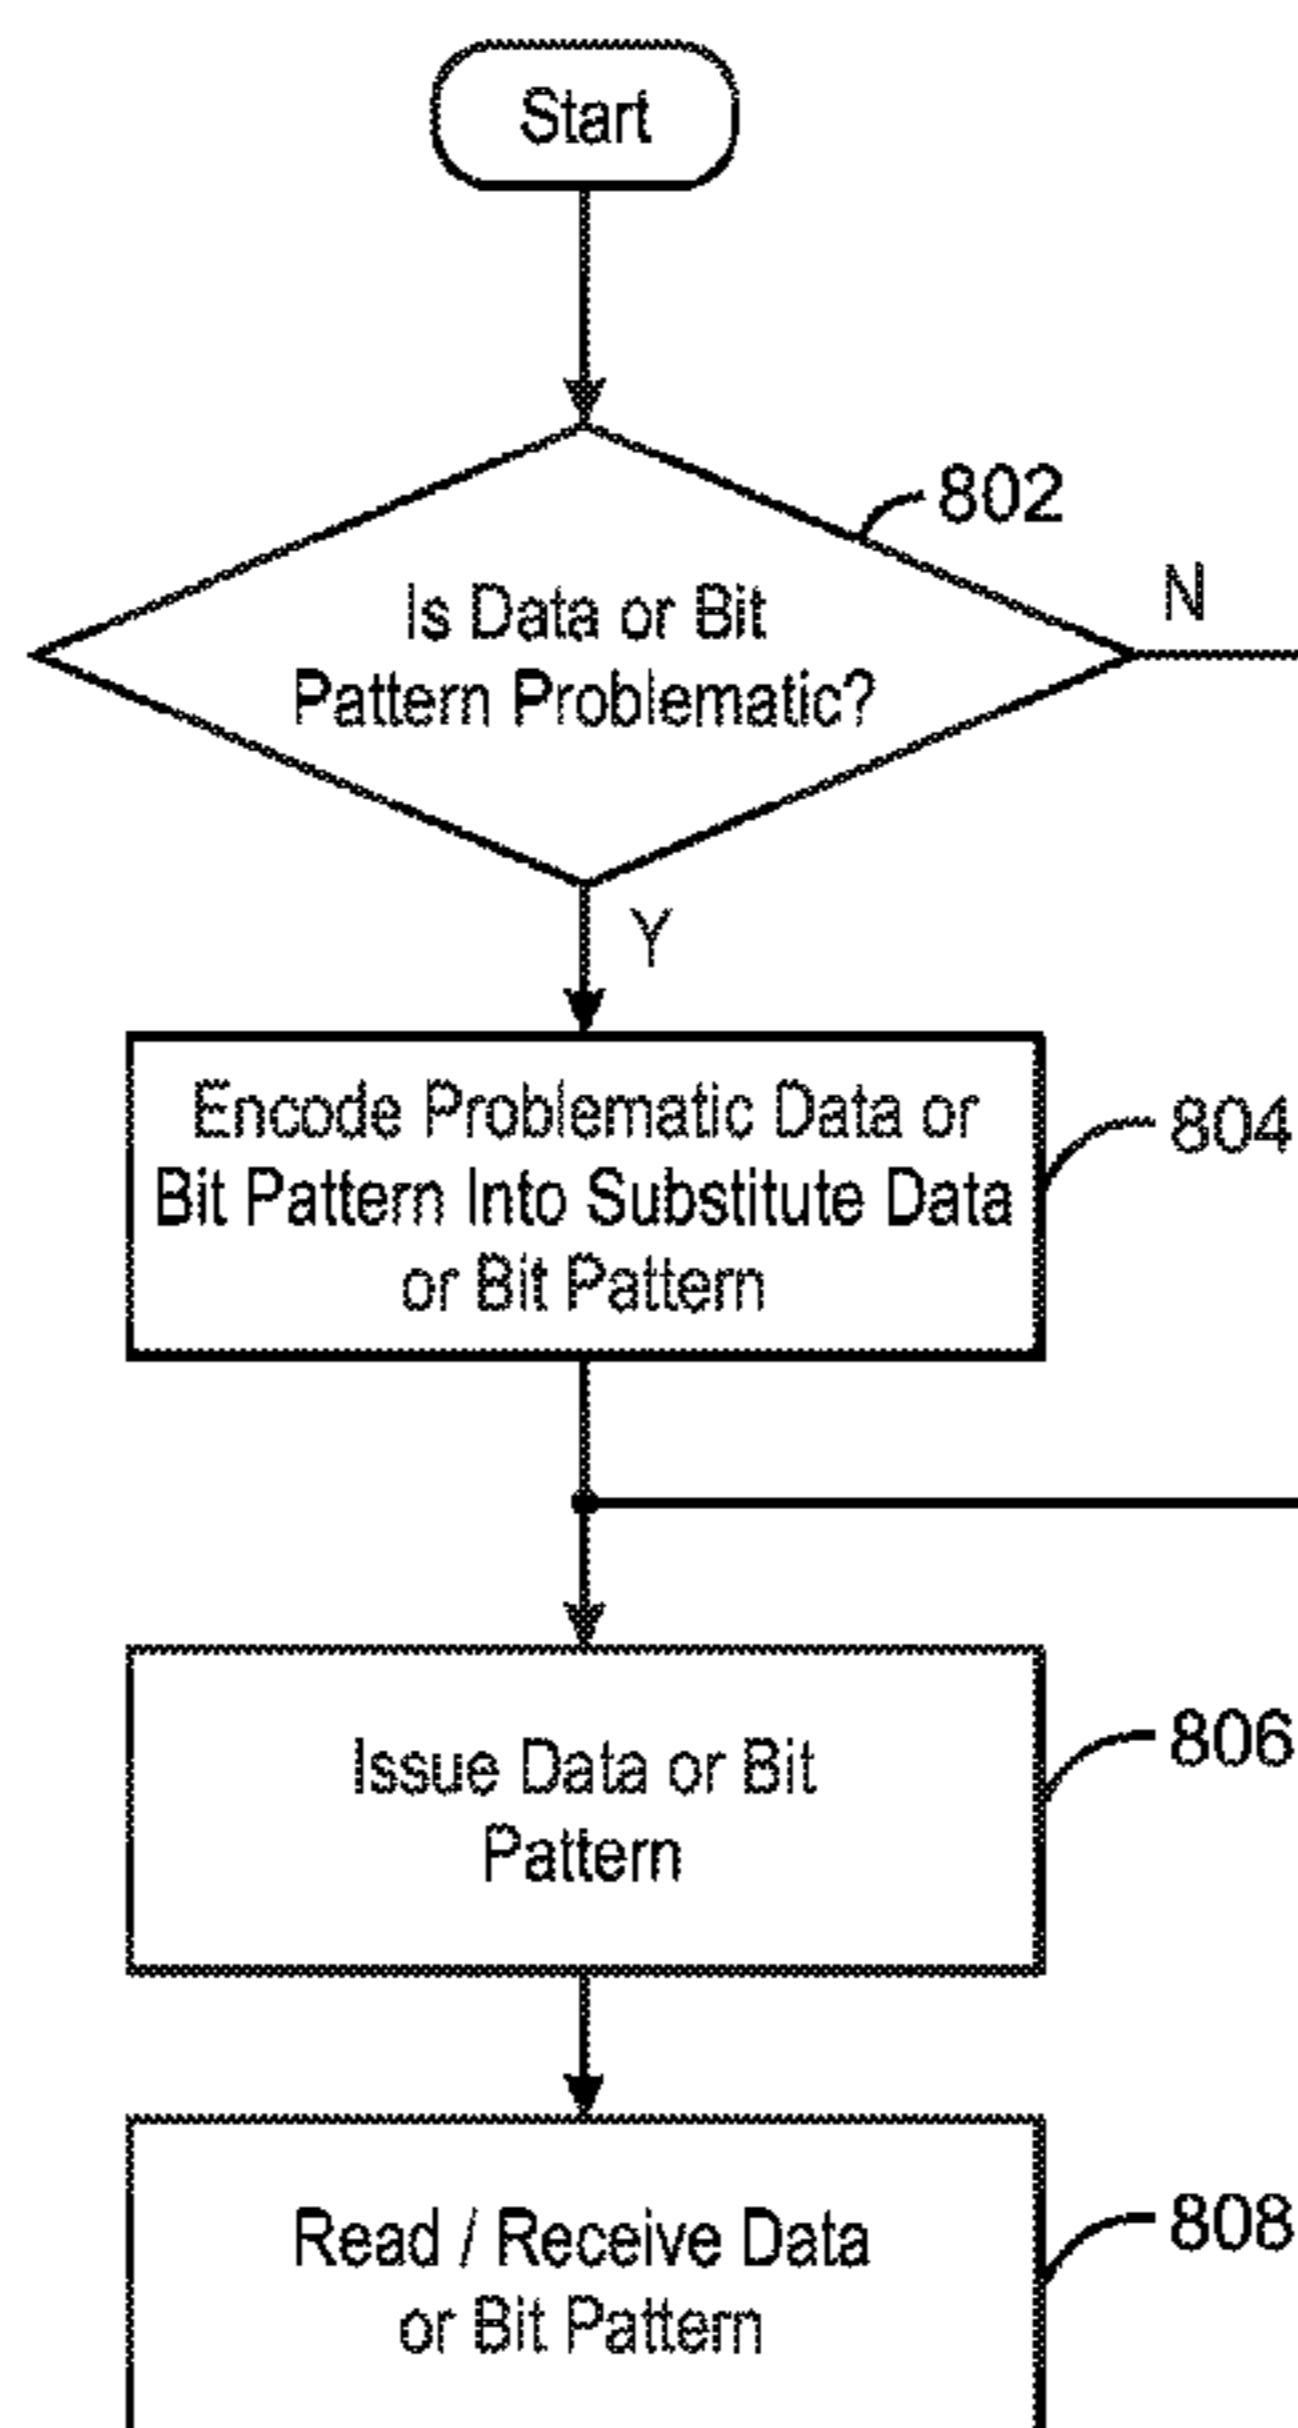 Start
802
Is Data or Bit
Pattern Problematic?
N
Y
Encode Problematic Data or
Bit Pattern Into Substitute Data
or Bit Pattern
804
Issue Data or Bit
Pattern
806
Read / Receive Data
or Bit Pattern
808